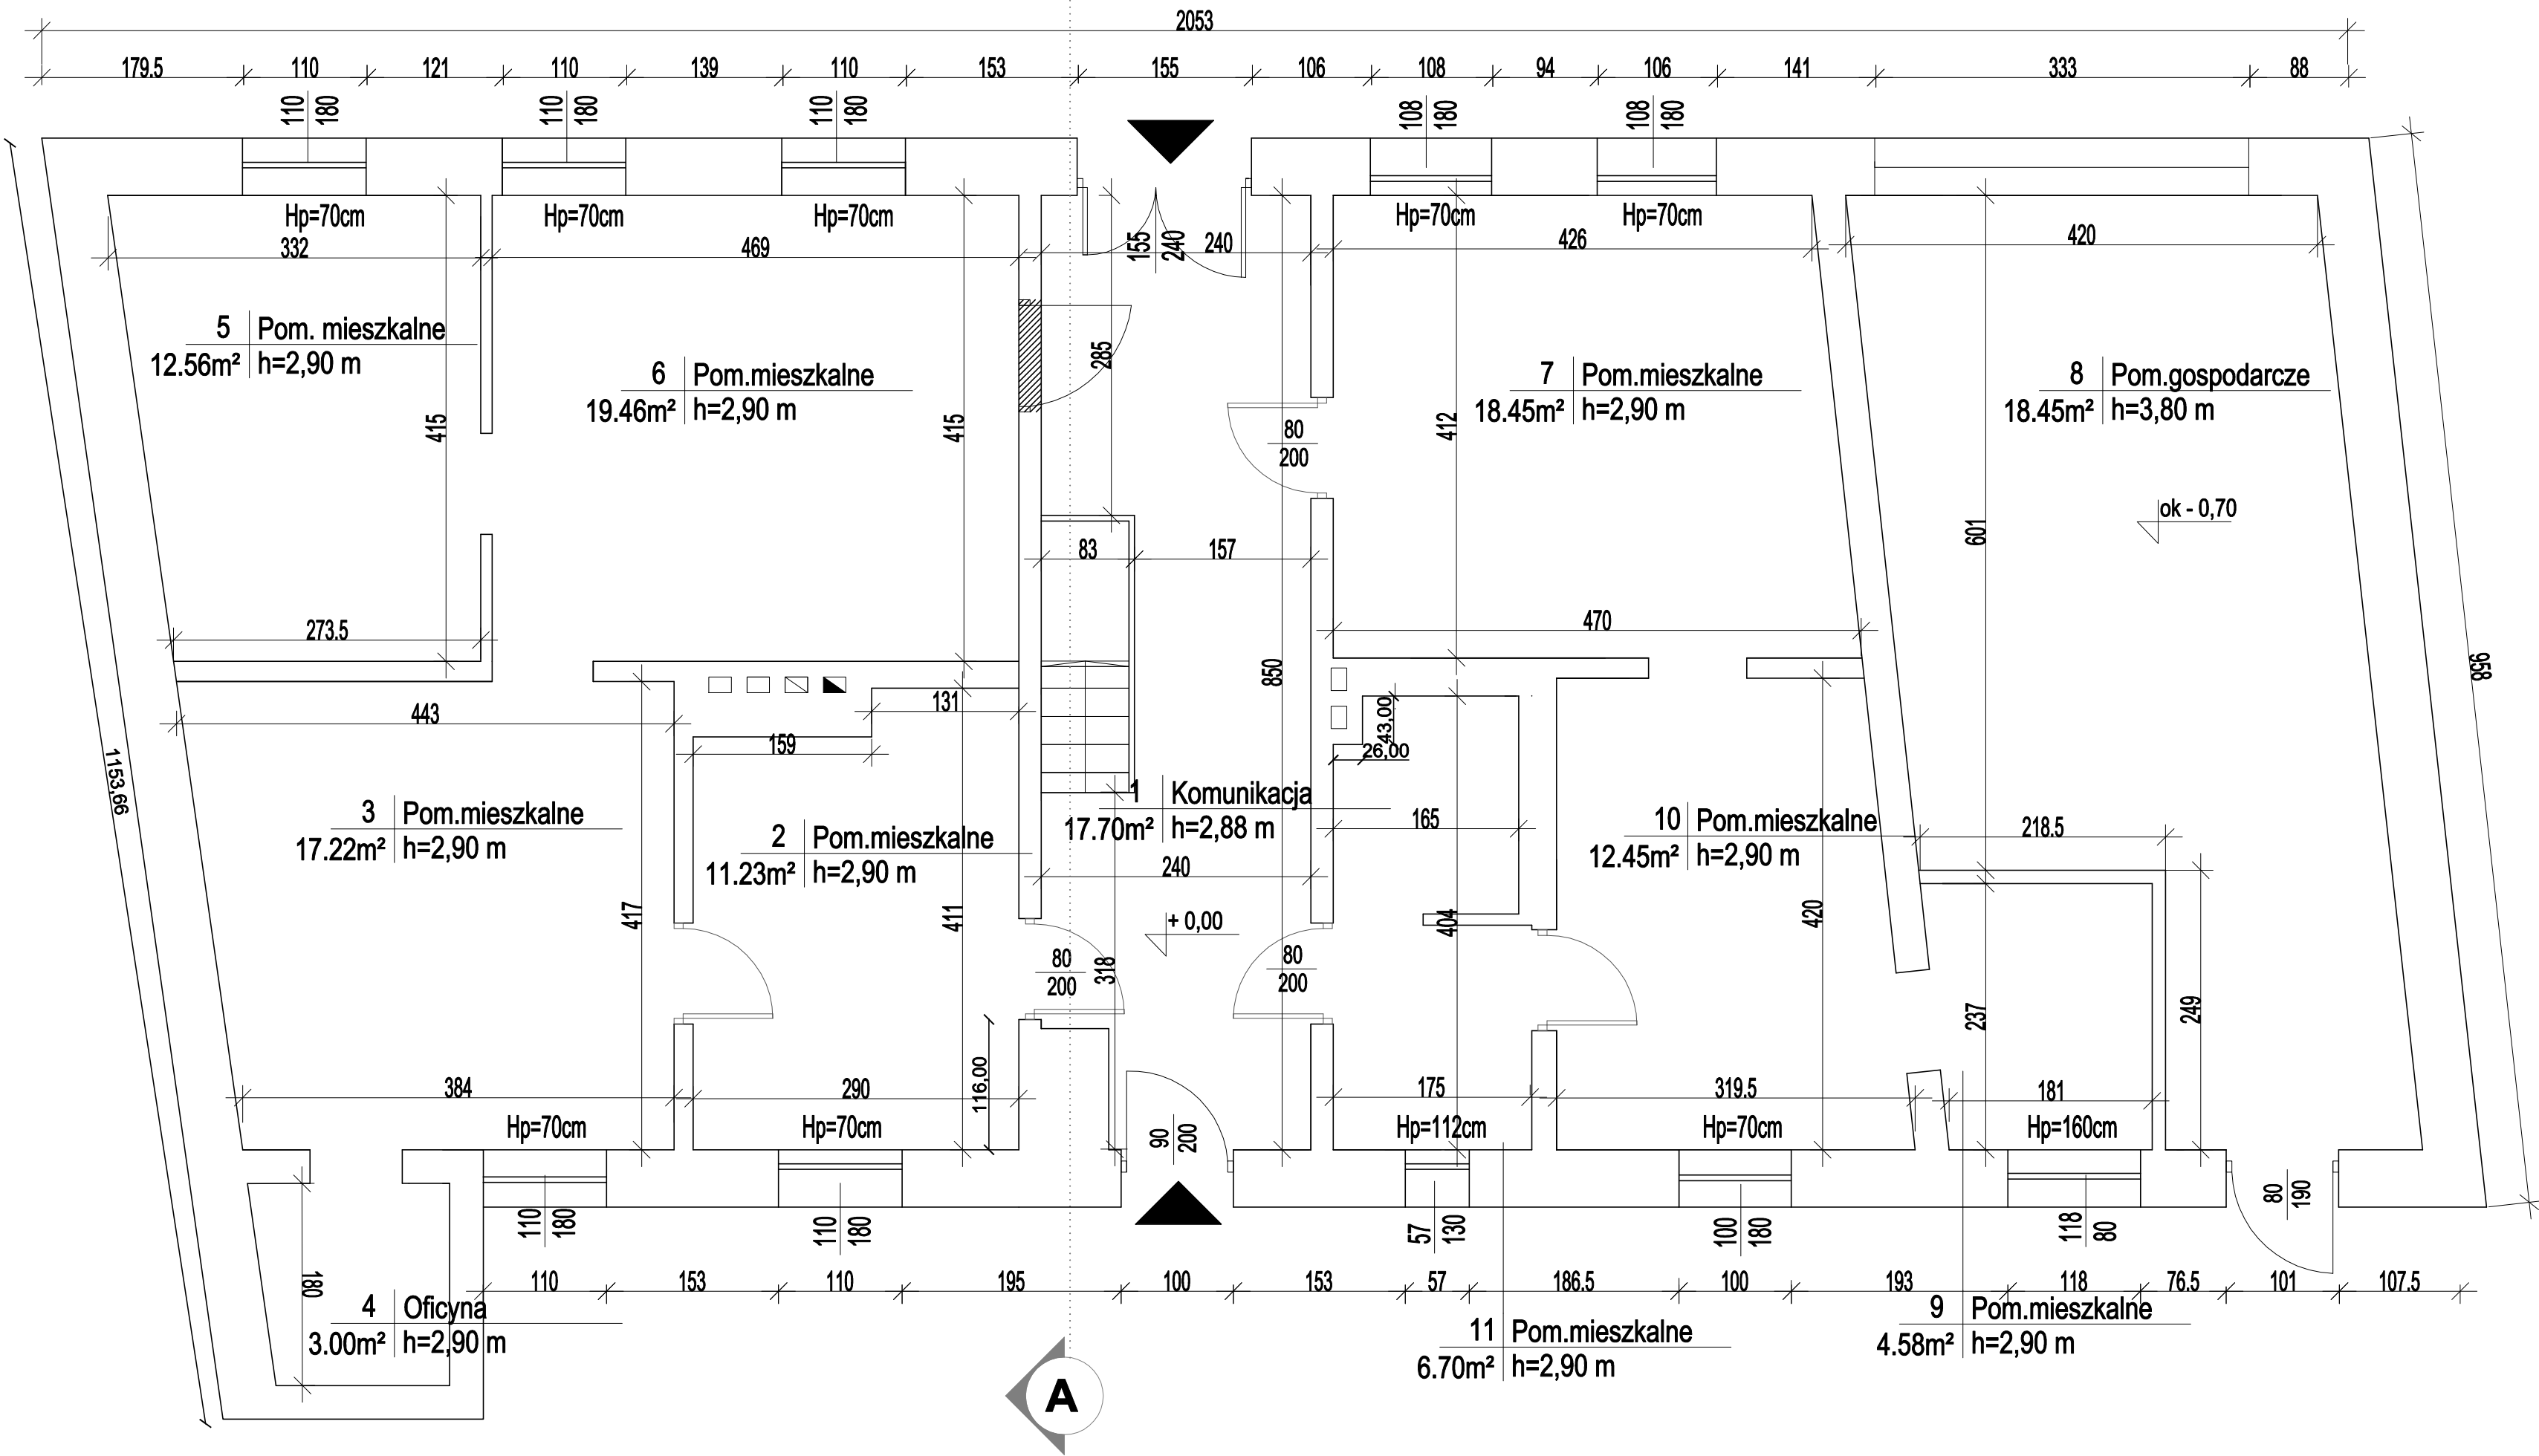 2053
179.5 110 121 110 139 110 153 155 106 108 94 106 141 333 88
110 180 110 180 110 180 108 180 108 180
Hp=70cm Hp=70cm Hp=70cm Hp=70cm Hp=70cm
332 469 155 240 240 426 420
5 Pom. mieszkalne
12.56m² h=2,90 m
6 Pom.mieszkalne
19.46m² h=2,90 m
7 Pom.mieszkalne
18.45m² h=2,90 m
8 Pom.gospodarcze
18.45m² h=3,80 m
285
415 415 412 80
200
ok - 0,70
601
83 157
273.5 470
850 958
443 131 43,00
159 26,00
1153,66
1 Komunikacja
17.70m² h=2,88 m
3 Pom.mieszkalne
17.22m² h=2,90 m
2 Pom.mieszkalne
11.23m² h=2,90 m
165
10 Pom.mieszkalne
12.45m² h=2,90 m
218.5
240
417 411 + 0,00 404 420
80
200
318
80
200
237 249
116,00
384 290 175 319.5 181
Hp=70cm Hp=70cm Hp=112cm Hp=70cm Hp=160cm
90
200
80
190
110 180 110 180 57 130 100 180 118 80
180
110 153 110 195 100 153 57 186.5 100 193 118 76.5 101 107.5
4 Oficyna
3.00m² h=2,90 m
11 Pom.mieszkalne
6.70m² h=2,90 m
9 Pom.mieszkalne
4.58m² h=2,90 m
A